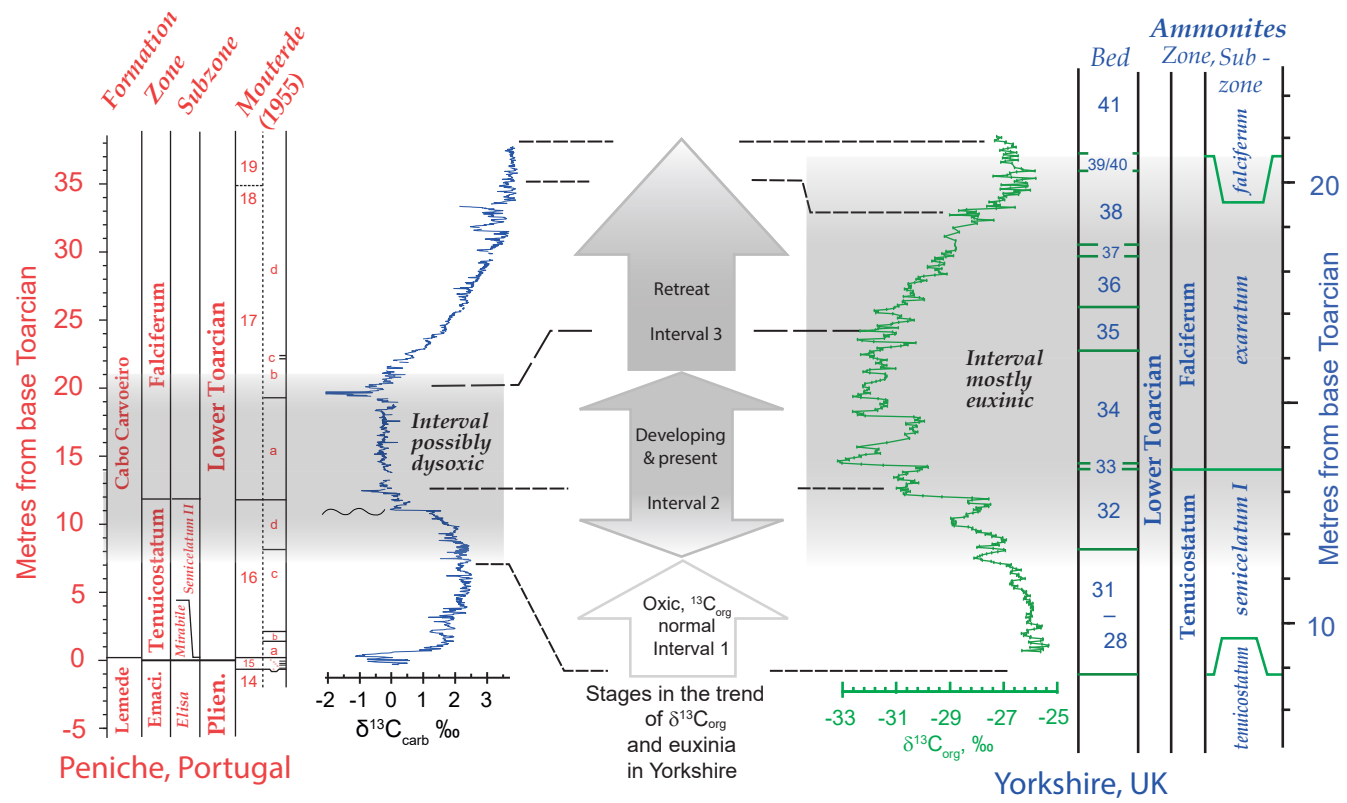 Formation
Zone
Subzone
Mouterde
(1955)
Metres from base Toarcian
35
30
25
20
15
10
5
0
-5
Cabo Carvoeiro
Lemede
Falciferum
Tenuicostatum
Emaci.
Semicelatum II
Mirabile
Elisa
Lower Toarcian
Plien.
19
18
17
16
15
14
d
c
b
a
d
c
b
a
Interval
possibly
dysoxic
-2
-1
0
1
2
3
δ13Ccarb ‰
Peniche, Portugal
Retreat
Interval 3
Developing
& present
Interval 2
Oxic, 13Corg
normal
Interval 1
Stages in the trend
of δ13Corg
and euxinia
in Yorkshire
Interval
mostly
euxinic
-33
-31
-29
-27
-25
δ13Corg, ‰
Ammonites
Bed
Zone, Sub -
zone
41
39/40
38
37
36
35
34
33
32
31
–
28
Lower Toarcian
Falciferum
Tenuicostatum
falciferum
exaratum
semicelatum I
tenuicostatum
20
10
Metres from base Toarcian
Yorkshire, UK